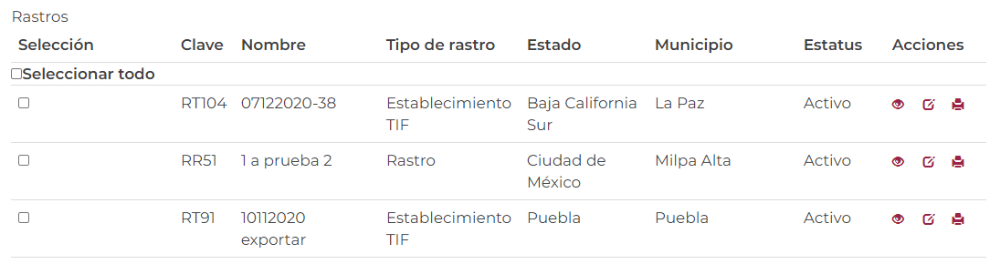 Rastros
Selección Clave Nombre Tipo de rastro Estado Municipio Estatus Acciones
Seleccionar todo
RT104 07122020-38 Establecimiento Baja California La Paz Activo
TIF Sur
RR51 1 a prueba 2 Rastro Ciudad de Milpa Alta Activo
México
RT91 10112020 Establecimiento Puebla Puebla Activo
exportar TIF